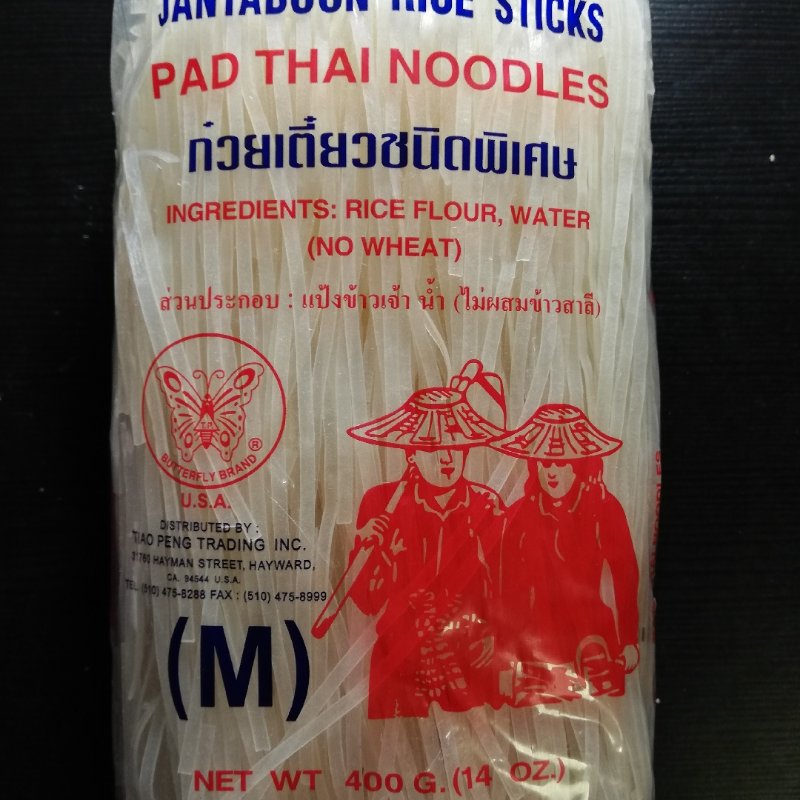 JANTABOON RICE STICKS
PAD THAI NOODLES
ก๋วยเตี๋ยวชนิดพิเศษ
INGREDIENTS: RICE FLOUR, WATER
(NO WHEAT)
ส่วนประกอบ : แป้งข้าวเจ้า น้ำ (ไม่ผสมข้าวสาลี)
BUTTERFLY BRAND ®
U.S.A.
DISTRIBUTED BY :
PENG TRADING INC.
HAYMAN STREET, HAYWARD,
CA. 94544 U.S.A.
TEL. (510) 475-8288 FAX : (510) 475-8999
(M)
NET WT 400 G. (14 OZ.)